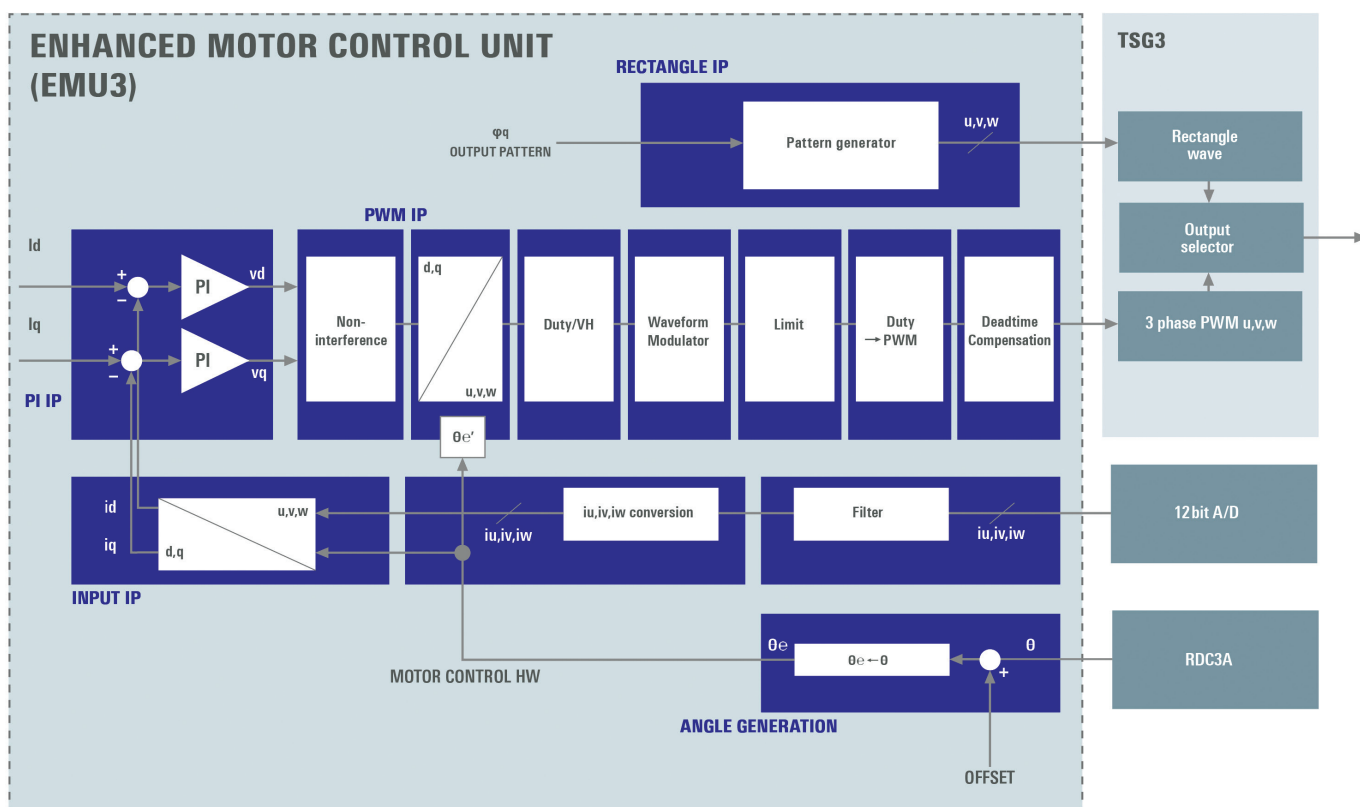 ENHANCED MOTOR CONTROL UNIT
(EMU3)
TSG3
RECTANGLE IP
φq
OUTPUT PATTERN
Pattern generator
u,v,w
Rectangle
wave
Output
selector
3 phase PWM u,v,w
PWM IP
Id
Iq
+
−
+
−
PI
PI
vd
vq
PI IP
Non-
interference
d,q
u,v,w
θe′
Duty/VH
Waveform
Modulator
Limit
Duty
→ PWM
Deadtime
Compensation
id
iq
u,v,w
d,q
INPUT IP
iu,iv,iw
iu,iv,iw conversion
Filter
iu,iv,iw
12bit A/D
MOTOR CONTROL HW
θe
θe←θ
θ
+
RDC3A
ANGLE GENERATION
OFFSET